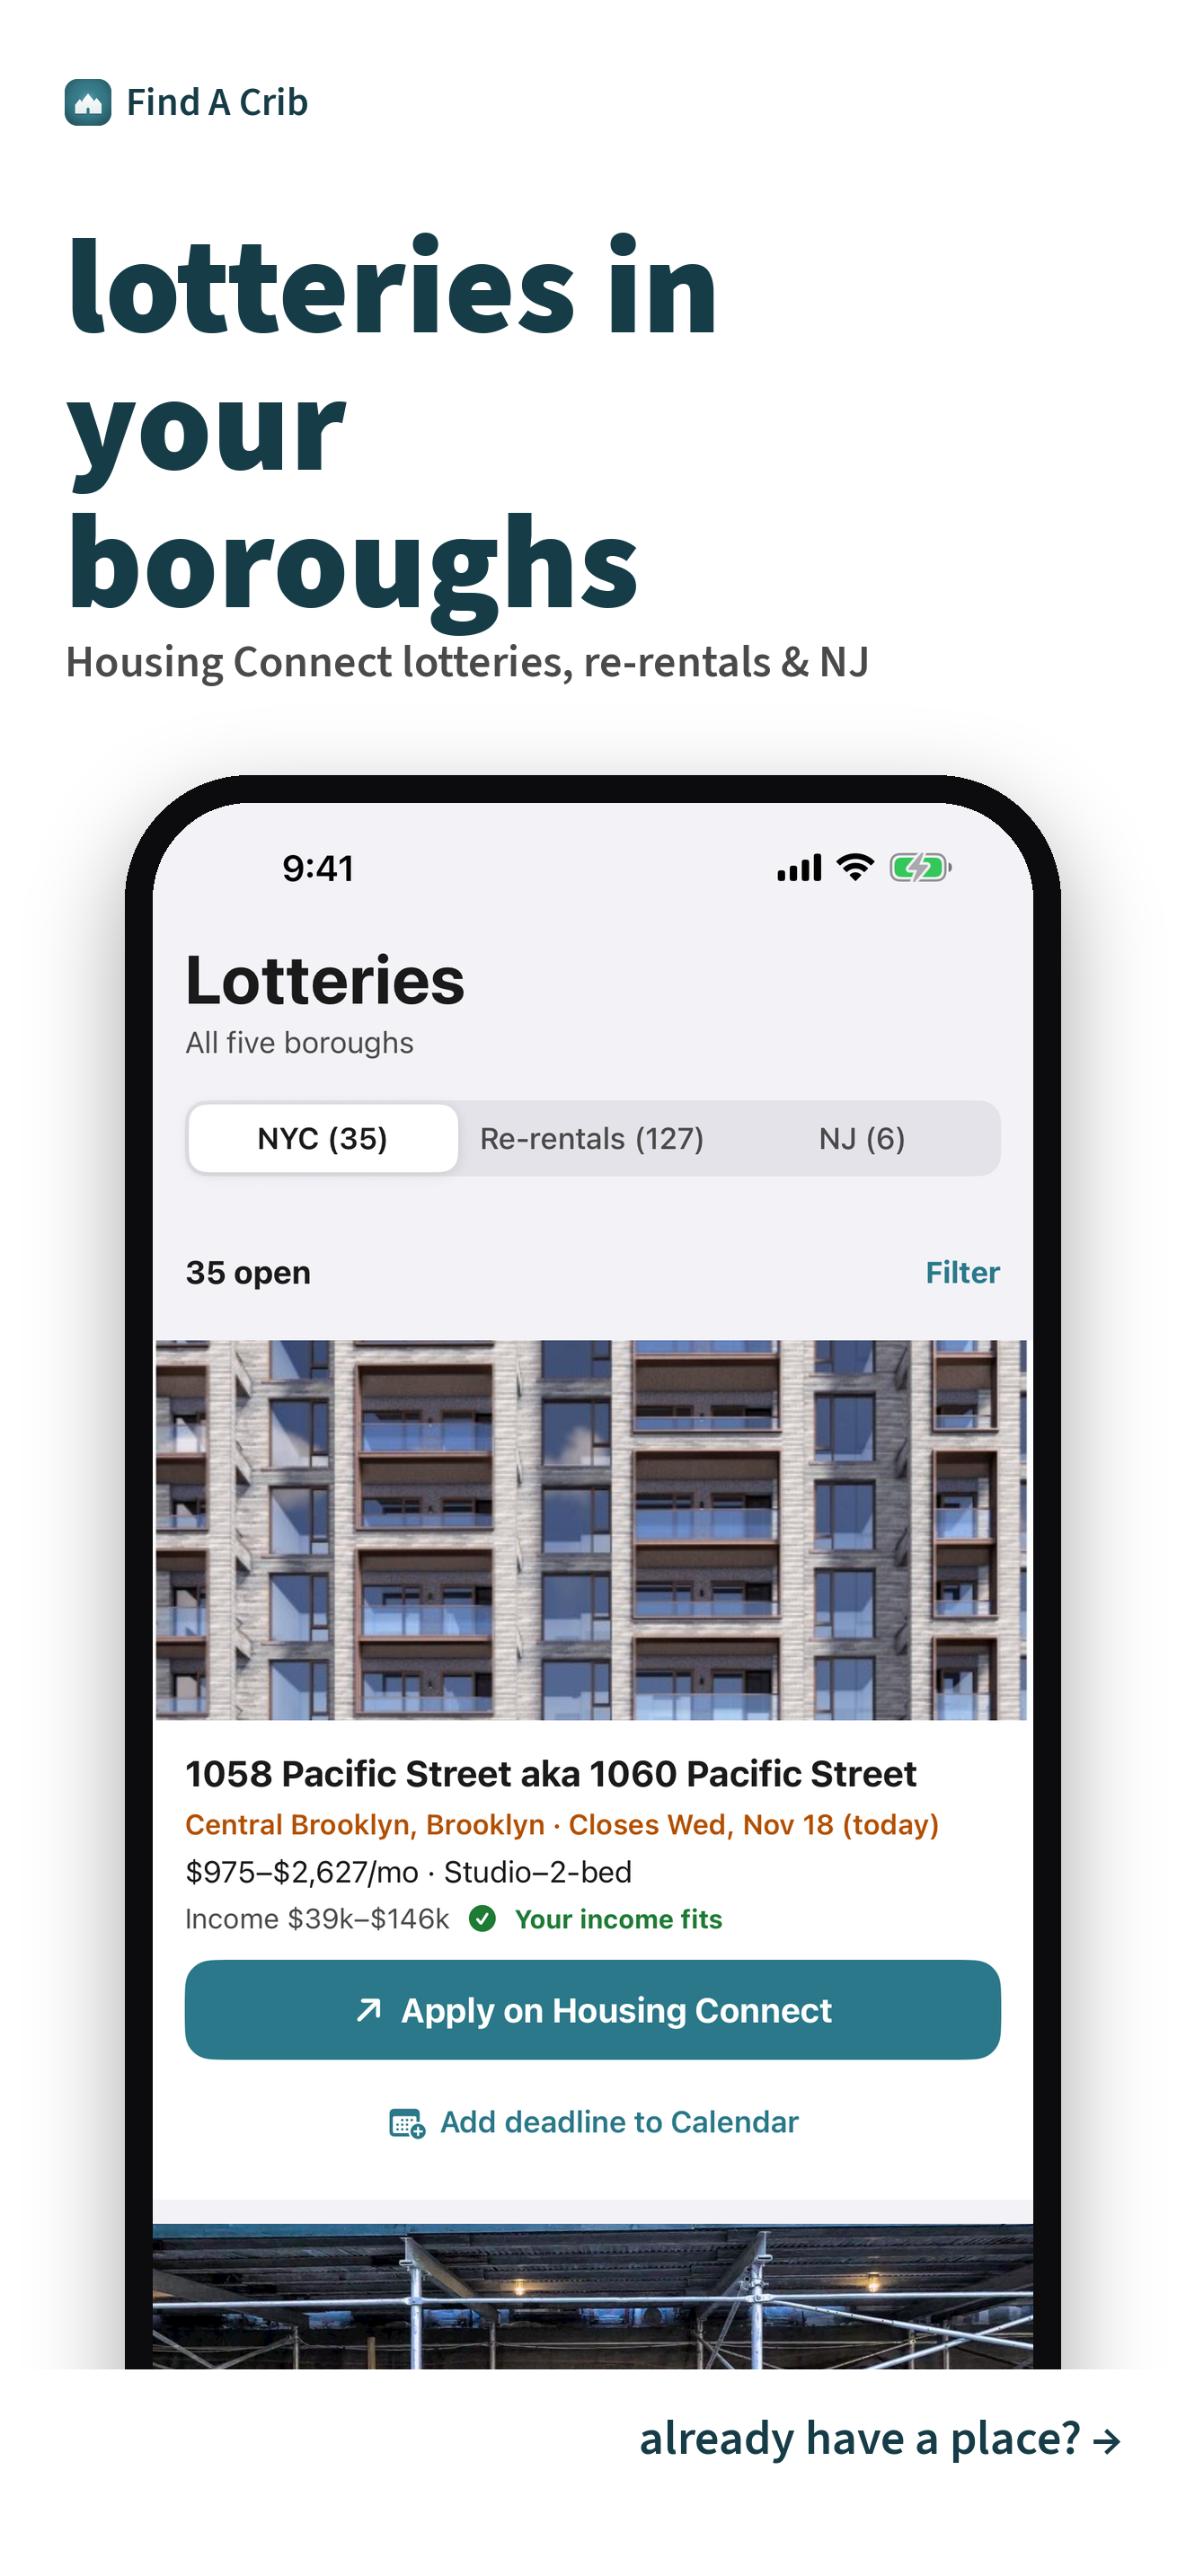 Find A Crib
lotteries in
your
boroughs
Housing Connect lotteries, re-rentals & NJ
9:41
Lotteries
All five boroughs
NYC (35) Re-rentals (127) NJ (6)
35 open Filter
1058 Pacific Street aka 1060 Pacific Street
Central Brooklyn, Brooklyn · Closes Wed, Nov 18 (today)
$975–$2,627/mo · Studio–2-bed
Income $39k–$146k Your income fits
Apply on Housing Connect
Add deadline to Calendar
already have a place? →